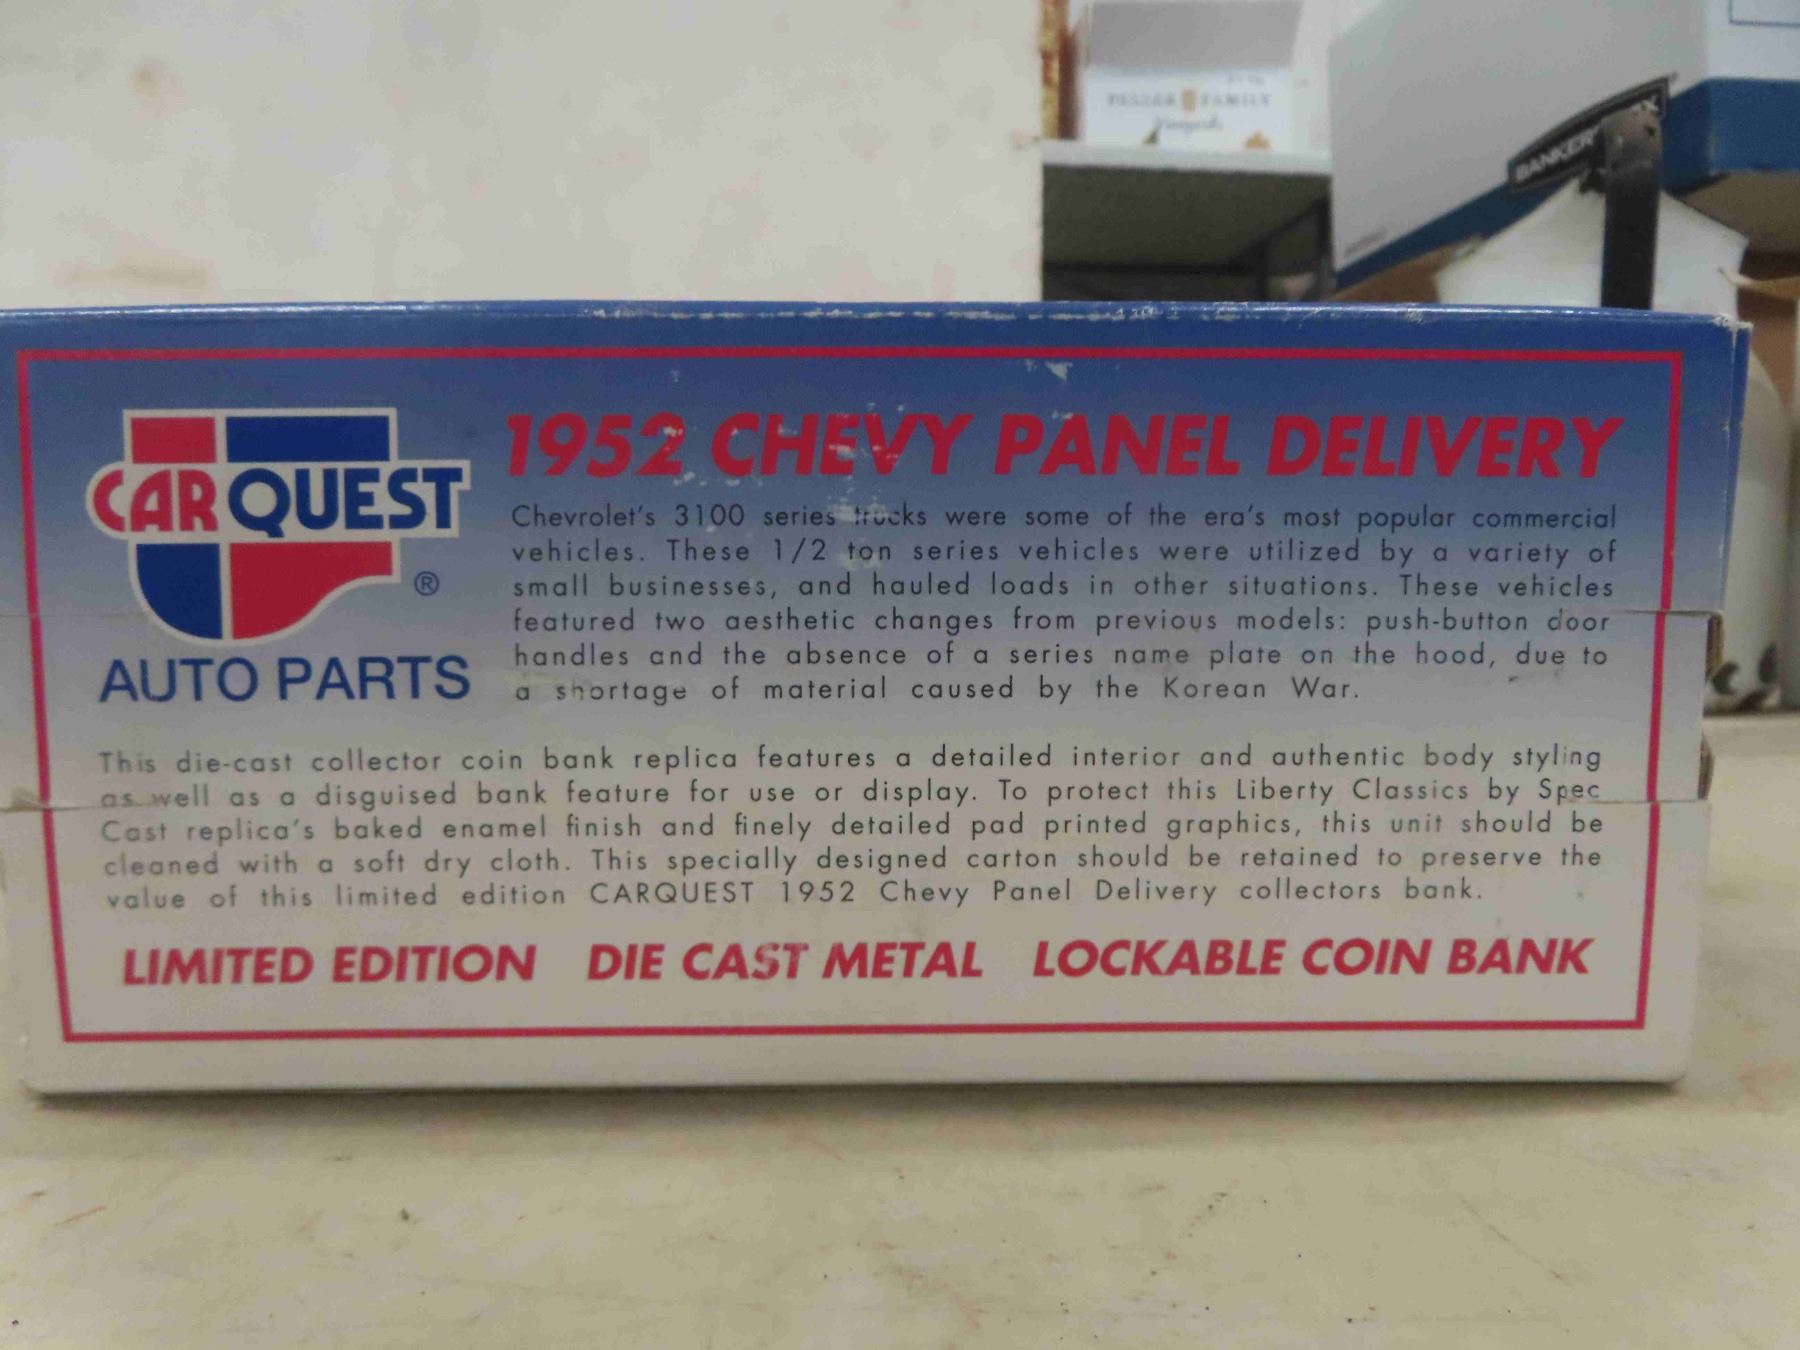 PELLER FAMILY
Vineyards
BANKER
CARQUEST
®
AUTO PARTS
1952 CHEVY PANEL DELIVERY
Chevrolet's 3100 series trucks were some of the era's most popular commercial
vehicles. These 1/2 ton series vehicles were utilized by a variety of
small businesses, and hauled loads in other situations. These vehicles
featured two aesthetic changes from previous models: push-button door
handles and the absence of a series name plate on the hood, due to
a shortage of material caused by the Korean War.
This die-cast collector coin bank replica features a detailed interior and authentic body styling
as well as a disguised bank feature for use or display. To protect this Liberty Classics by Spec
Cast replica's baked enamel finish and finely detailed pad printed graphics, this unit should be
cleaned with a soft dry cloth. This specially designed carton should be retained to preserve the
value of this limited edition CARQUEST 1952 Chevy Panel Delivery collectors bank.
LIMITED EDITION DIE CAST METAL LOCKABLE COIN BANK